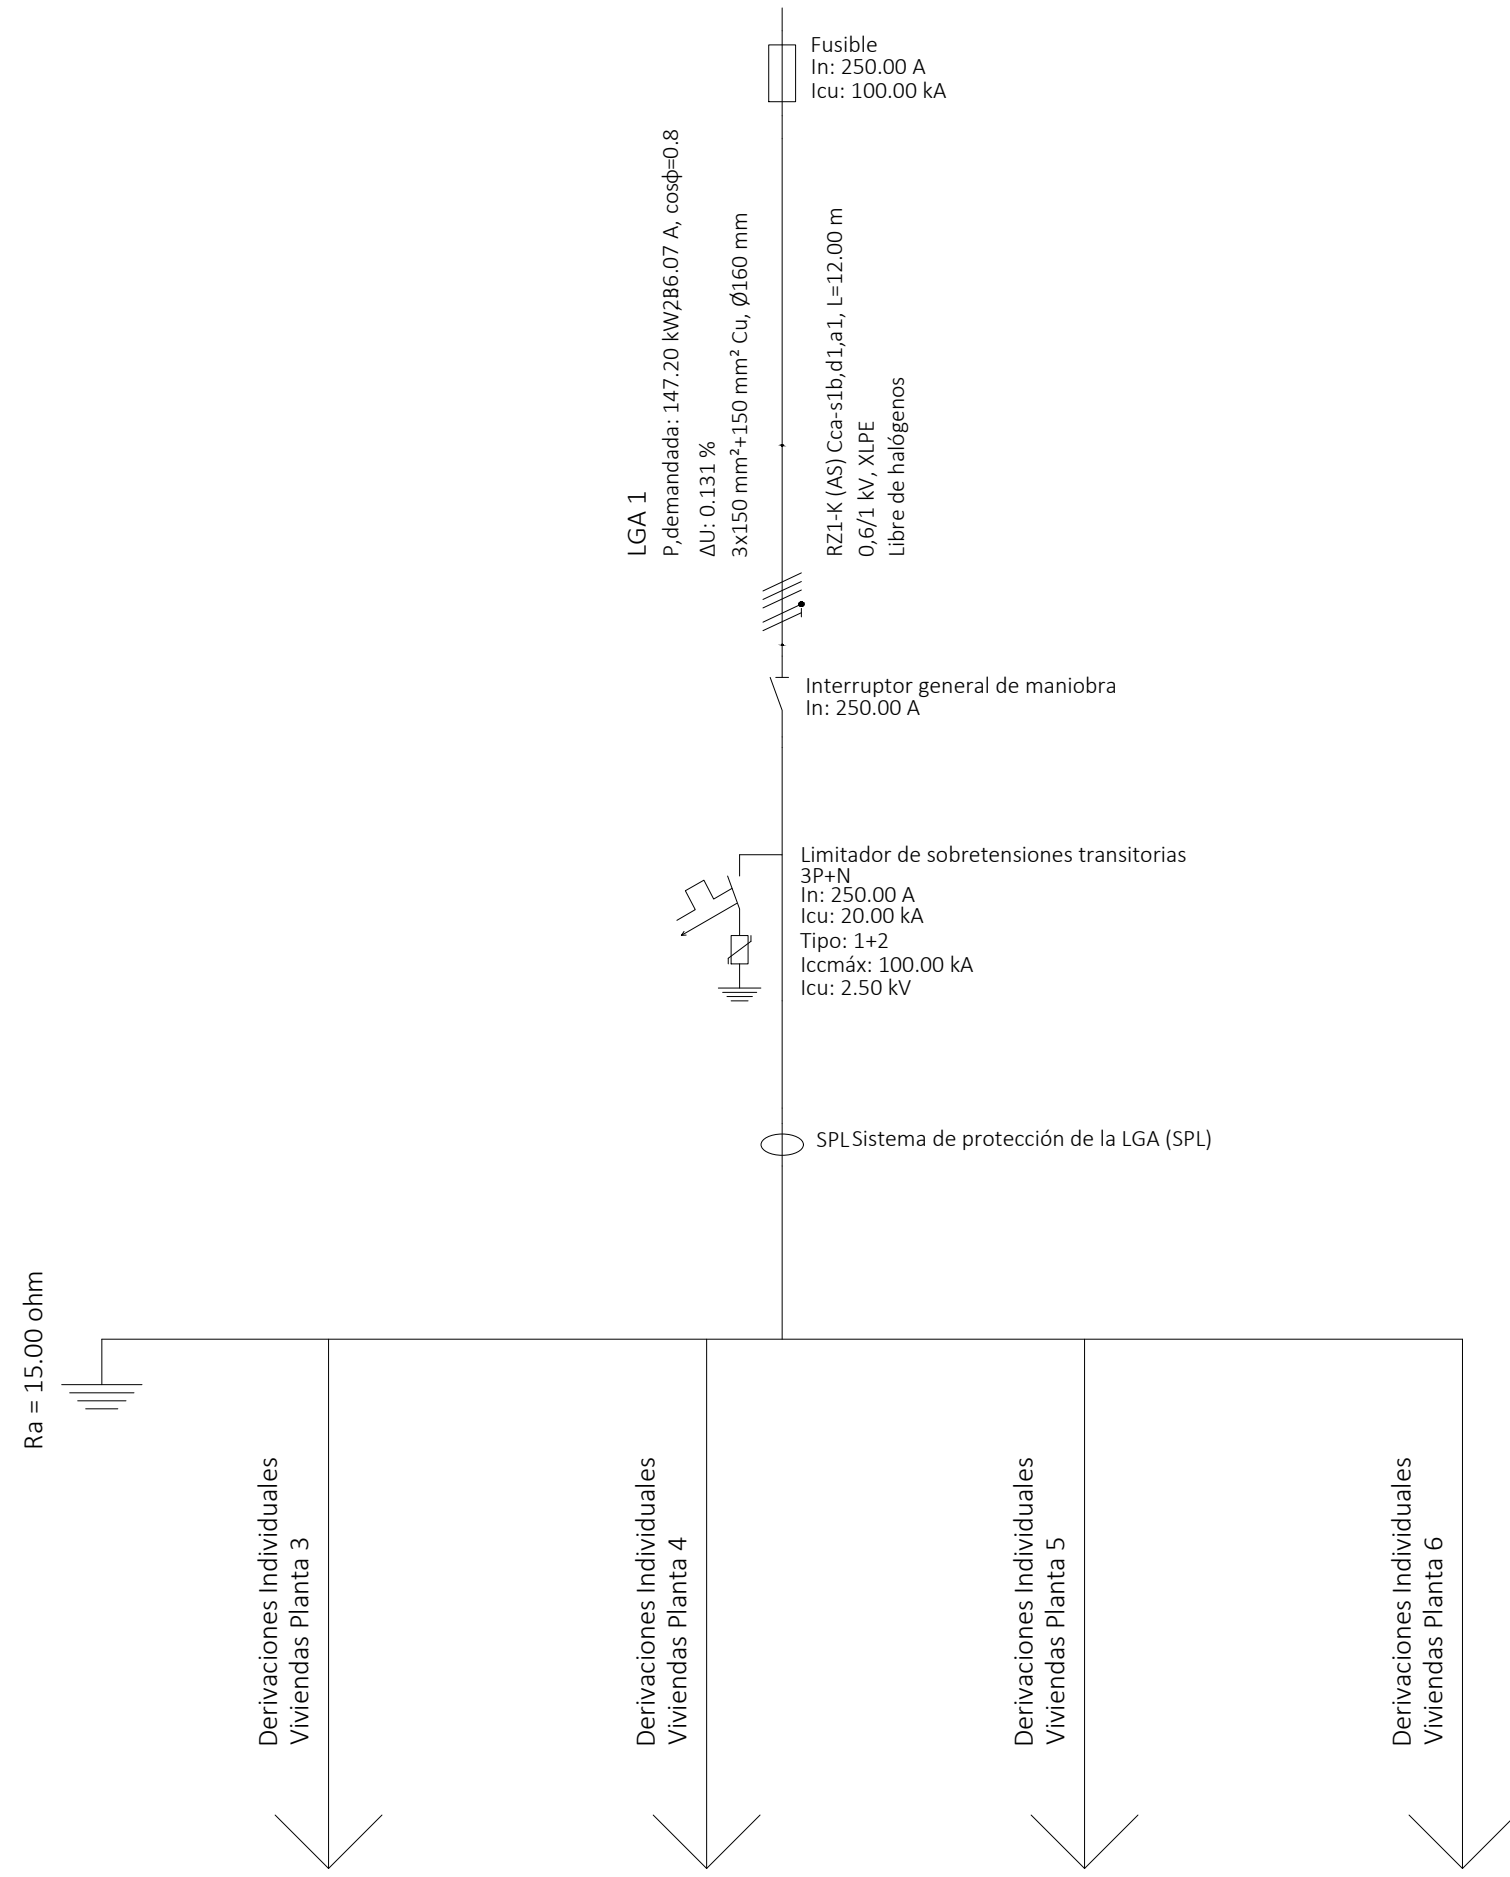 Fusible
In: 250.00 A
Icu: 100.00 kA
LGA 1
P,demandada: 147.20 kW, 236.07 A, cosϕ=0.8
ΔU: 0.131 %
3x150 mm²+150 mm² Cu, Ø160 mm
RZ1-K (AS) Cca-s1b,d1,a1, L=12.00 m
0,6/1 kV, XLPE
Libre de halógenos
Interruptor general de maniobra
In: 250.00 A
Limitador de sobretensiones transitorias
3P+N
In: 250.00 A
Icu: 20.00 kA
Tipo: 1+2
Iccmáx: 100.00 kA
Icu: 2.50 kV
SPL Sistema de protección de la LGA (SPL)
Ra = 15.00 ohm
Derivaciones Individuales
Viviendas Planta 3
Derivaciones Individuales
Viviendas Planta 4
Derivaciones Individuales
Viviendas Planta 5
Derivaciones Individuales
Viviendas Planta 6